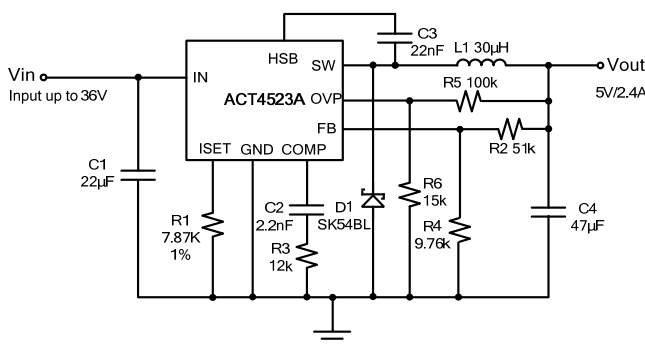 C3
22nF
HSB
SW
L1 30µH
Vin
Input up to 36V
IN
ACT4523A
OVP
R5 100k
Vout
5V/2.4A
FB
R2 51k
ISET
GND
COMP
C1
22µF
R1
7.87K
1%
C2
2.2nF
R3
12k
D1
SK54BL
R6
15k
R4
9.76k
C4
47µF